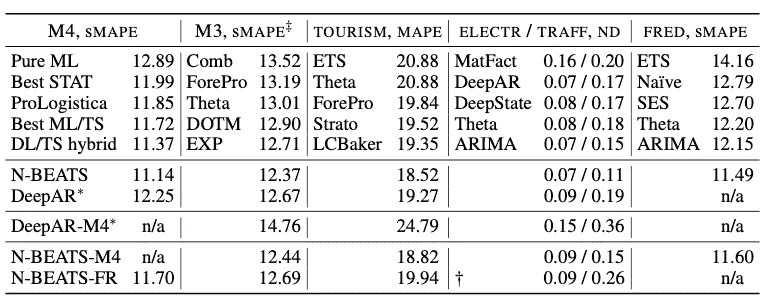 M4, SMAPE M3, SMAPE‡ TOURISM, MAPE ELECTR / TRAFF, ND FRED, SMAPE
Pure ML 12.89 Comb 13.52 ETS 20.88 MatFact 0.16 / 0.20 ETS 14.16
Best STAT 11.99 ForePro 13.19 Theta 20.88 DeepAR 0.07 / 0.17 Naïve 12.79
ProLogistica 11.85 Theta 13.01 ForePro 19.84 DeepState 0.08 / 0.17 SES 12.70
Best ML/TS 11.72 DOTM 12.90 Strato 19.52 Theta 0.08 / 0.18 Theta 12.20
DL/TS hybrid 11.37 EXP 12.71 LCBaker 19.35 ARIMA 0.07 / 0.15 ARIMA 12.15
N-BEATS 11.14 12.37 18.52 0.07 / 0.11 11.49
DeepAR* 12.25 12.67 19.27 0.09 / 0.19 n/a
DeepAR-M4* n/a 14.76 24.79 0.15 / 0.36 n/a
N-BEATS-M4 n/a 12.44 18.82 0.09 / 0.15 11.60
N-BEATS-FR 11.70 12.69 19.94 † 0.09 / 0.26 n/a